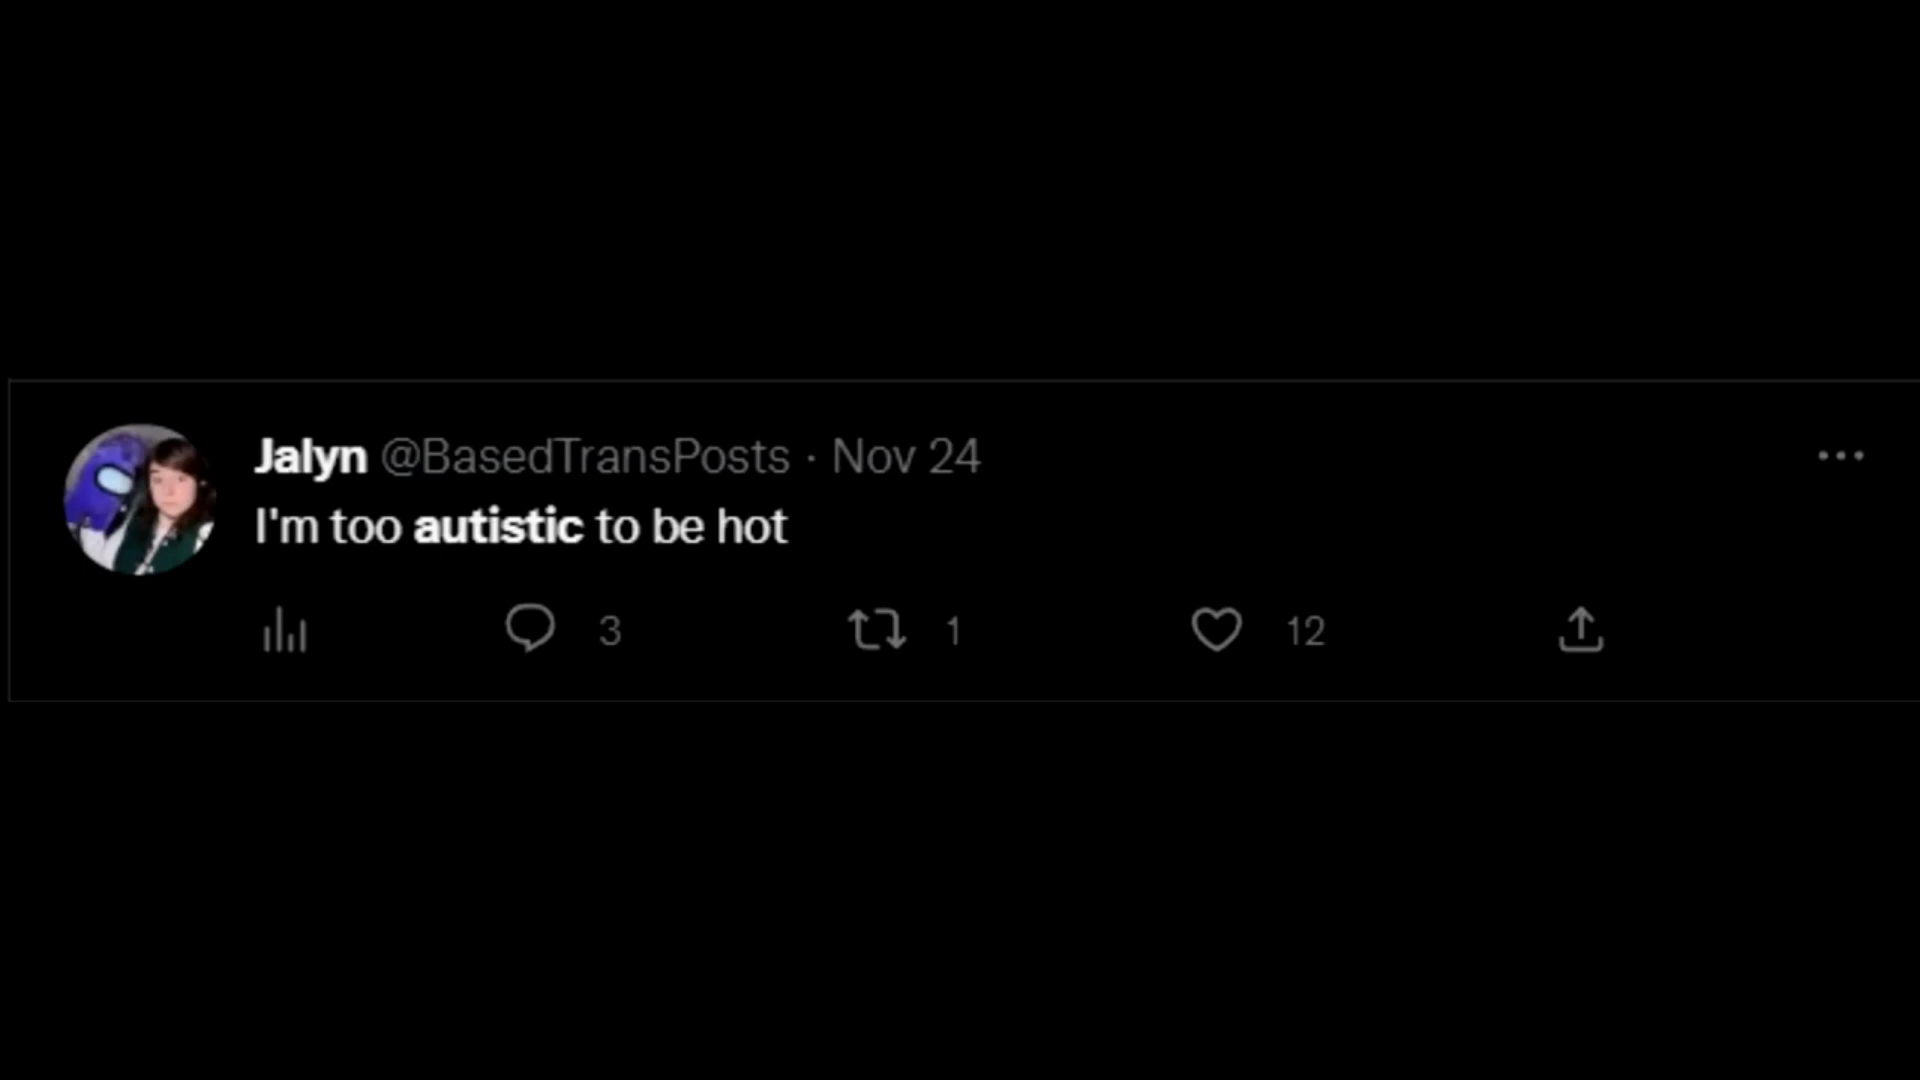 Jalyn @BasedTransPosts · Nov 24
I'm too autistic to be hot
3 1 12